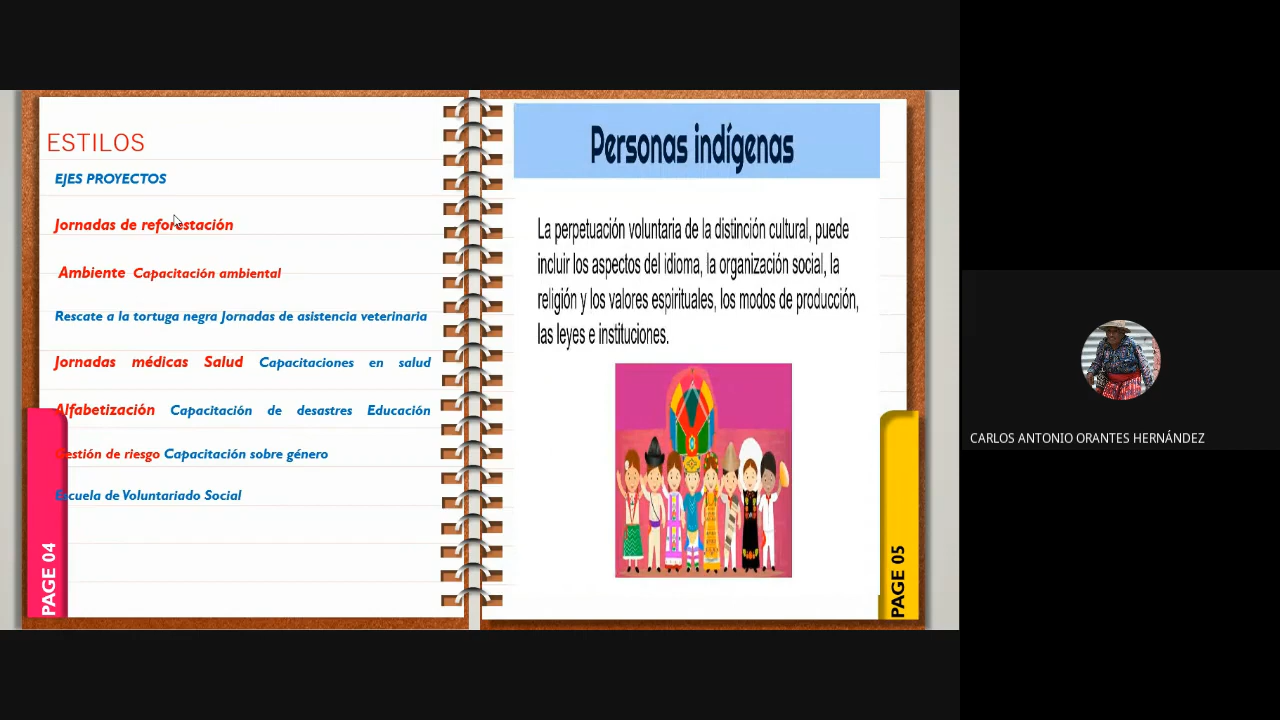 ESTILOS
EJES PROYECTOS
Jornadas de reforestación
Ambiente Capacitación ambiental
Rescate a la tortuga negra Jornadas de asistencia veterinaria
Jornadas médicas Salud Capacitaciones en salud
Alfabetización Capacitación de desastres Educación
Gestión de riesgo Capacitación sobre género
Escuela de Voluntariado Social
PAGE 04
Personas indígenas
La perpetuación voluntaria de la distinción cultural, puede
incluir los aspectos del idioma, la organización social, la
religión y los valores espirituales, los modos de producción,
las leyes e instituciones.
PAGE 05
CARLOS ANTONIO ORANTES HERNÁNDEZ